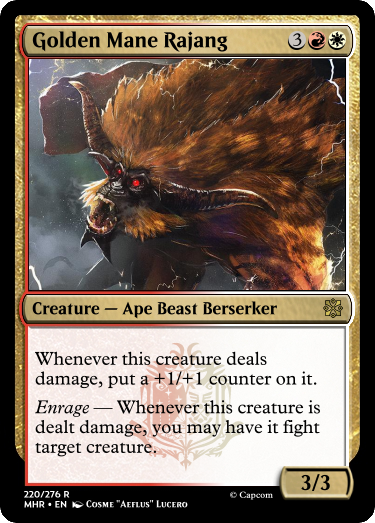 Golden Mane Rajang 3
Creature — Ape Beast Berserker
Whenever this creature deals
damage, put a +1/+1 counter on it.
Enrage — Whenever this creature is
dealt damage, you may have it fight
target creature.
3/3
220/276 R
MHR • EN Cosme "Aeflus" Lucero © Capcom